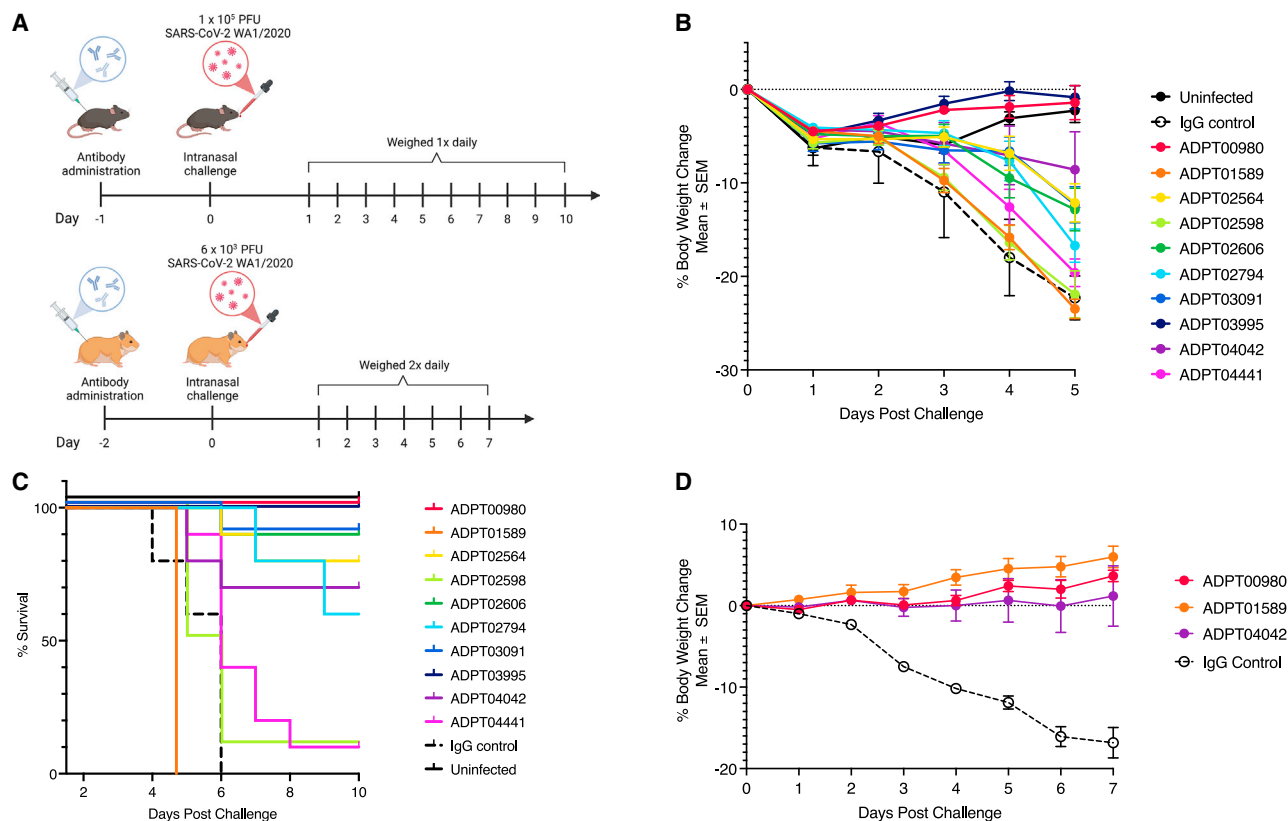 A
1 x 10⁵ PFU
SARS-CoV-2 WA1/2020
Antibody
administration
Intranasal
challenge
Weighed 1x daily
Day
-1 0 1 2 3 4 5 6 7 8 9 10
6 x 10³ PFU
SARS-CoV-2 WA1/2020
Antibody
administration
Intranasal
challenge
Weighed 2x daily
Day
-2 0 1 2 3 4 5 6 7
B
% Body Weight Change
Mean ± SEM
0
-10
-20
-30
0 1 2 3 4 5
Days Post Challenge
Uninfected
IgG control
ADPT00980
ADPT01589
ADPT02564
ADPT02598
ADPT02606
ADPT02794
ADPT03091
ADPT03995
ADPT04042
ADPT04441
C
% Survival
100
50
0
2 4 6 8 10
Days Post Challenge
ADPT00980
ADPT01589
ADPT02564
ADPT02598
ADPT02606
ADPT02794
ADPT03091
ADPT03995
ADPT04042
ADPT04441
IgG control
Uninfected
D
% Body Weight Change
Mean ± SEM
10
0
-10
-20
0 1 2 3 4 5 6 7
Days Post Challenge
ADPT00980
ADPT01589
ADPT04042
IgG Control